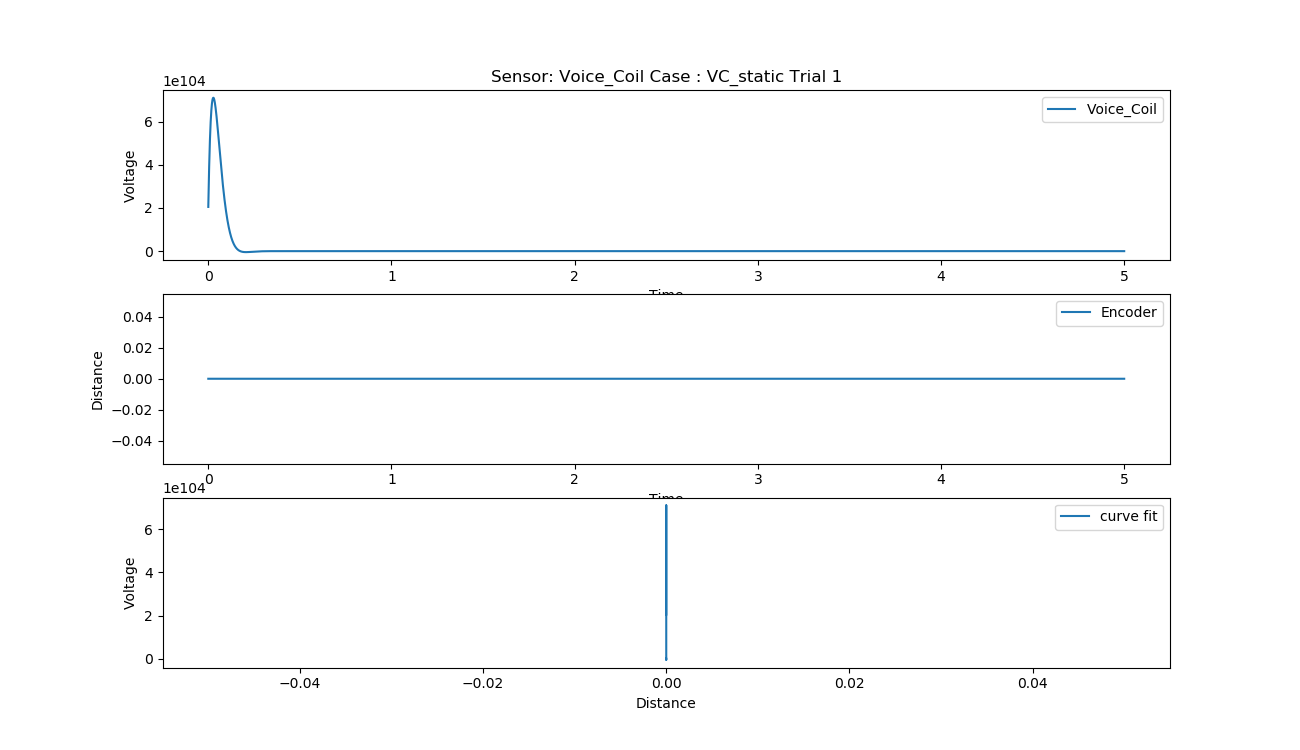 Sensor: Voice_Coil Case : VC_static Trial 1
1e104
Voice_Coil
Voltage
6
4
2
0
0 1 2 3 4 5
Time
Encoder
Distance
0.04
0.02
0.00
−0.02
−0.04
0 1 2 3 4 5
Time
1e104
curve fit
Voltage
6
4
2
0
−0.04 −0.02 0.00 0.02 0.04
Distance